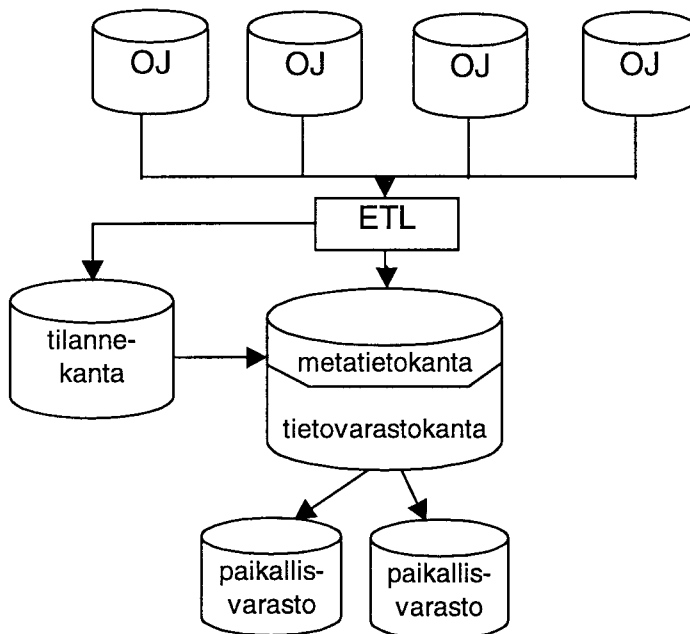 OJ
OJ
OJ
OJ
ETL
tilanne-
kanta
metatietokanta
tietovarastokanta
paikallis-
varasto
paikallis-
varasto